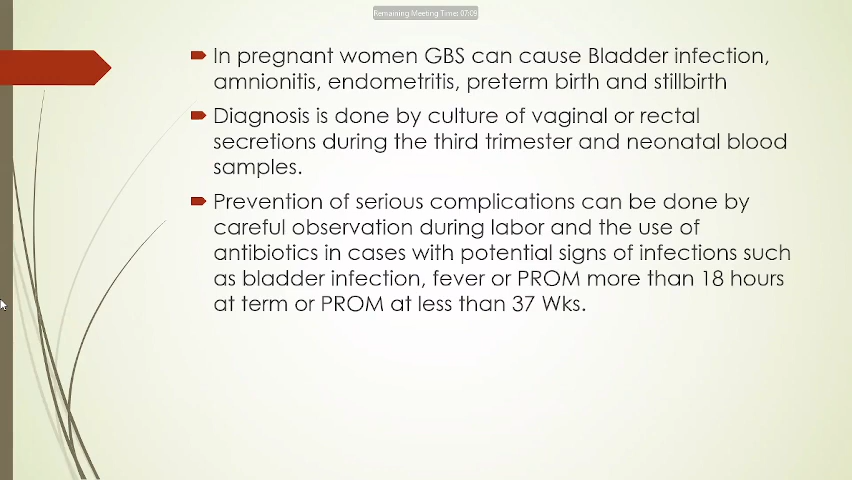 Remaining Meeting Time: 07:09
In pregnant women GBS can cause Bladder infection,
amnionitis, endometritis, preterm birth and stillbirth
Diagnosis is done by culture of vaginal or rectal
secretions during the third trimester and neonatal blood
samples.
Prevention of serious complications can be done by
careful observation during labor and the use of
antibiotics in cases with potential signs of infections such
as bladder infection, fever or PROM more than 18 hours
at term or PROM at less than 37 Wks.